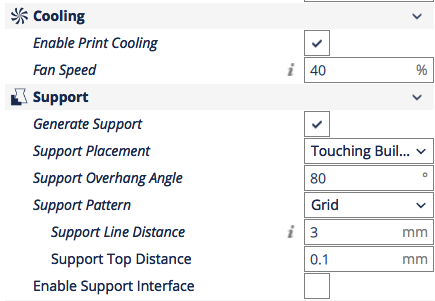 Cooling
Enable Print Cooling
Fan Speed i 40 %
Support
Generate Support
Support Placement Touching Buil...
Support Overhang Angle 80 °
Support Pattern Grid
Support Line Distance i 3 mm
Support Top Distance 0.1 mm
Enable Support Interface